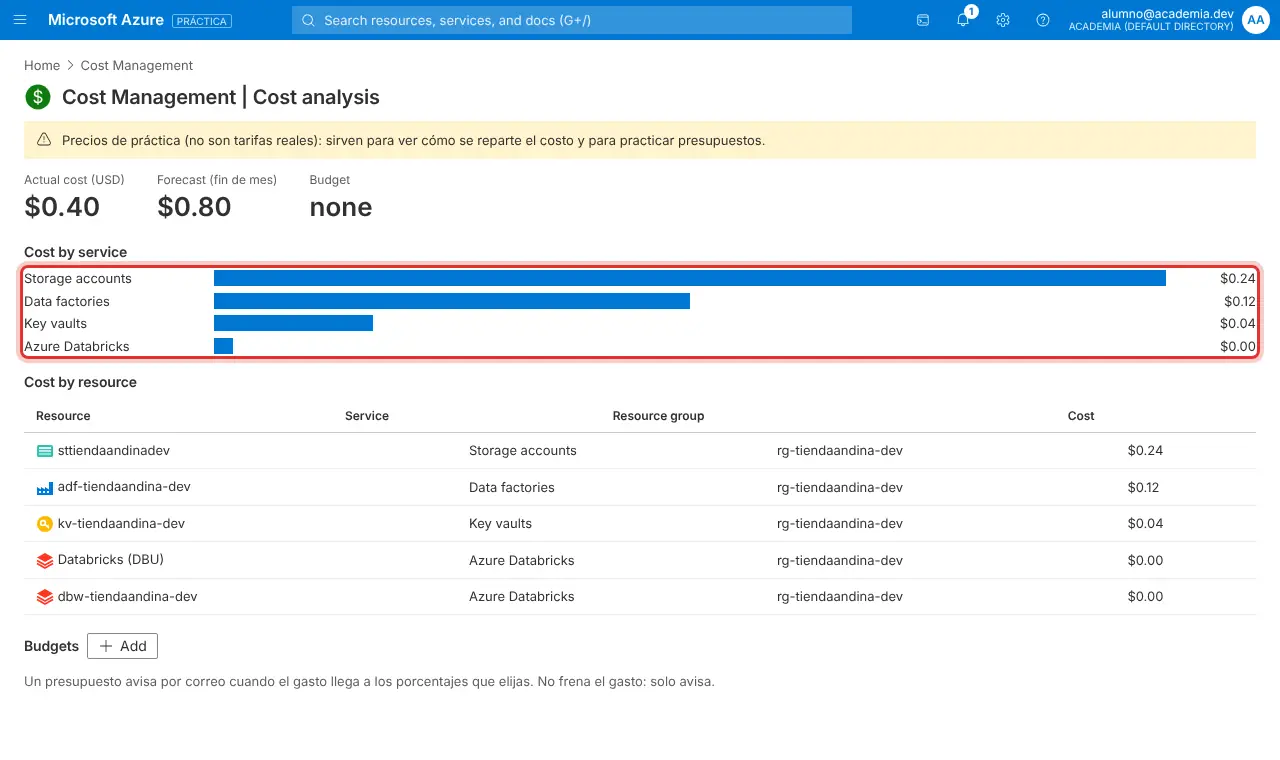 Microsoft Azure PRÁCTICA Search resources, services, and docs (G+/) 1 alumno@academia.dev
ACADEMIA (DEFAULT DIRECTORY) AA
Home > Cost Management
$ Cost Management | Cost analysis
Precios de práctica (no son tarifas reales): sirven para ver cómo se reparte el costo y para practicar presupuestos.
Actual cost (USD) Forecast (fin de mes) Budget
$0.40 $0.80 none
Cost by service
Storage accounts $0.24
Data factories $0.12
Key vaults $0.04
Azure Databricks $0.00
Cost by resource
Resource Service Resource group Cost
sttiendaandinadev Storage accounts rg-tiendaandina-dev $0.24
adf-tiendaandina-dev Data factories rg-tiendaandina-dev $0.12
kv-tiendaandina-dev Key vaults rg-tiendaandina-dev $0.04
Databricks (DBU) Azure Databricks rg-tiendaandina-dev $0.00
dbw-tiendaandina-dev Azure Databricks rg-tiendaandina-dev $0.00
Budgets + Add
Un presupuesto avisa por correo cuando el gasto llega a los porcentajes que elijas. No frena el gasto: solo avisa.